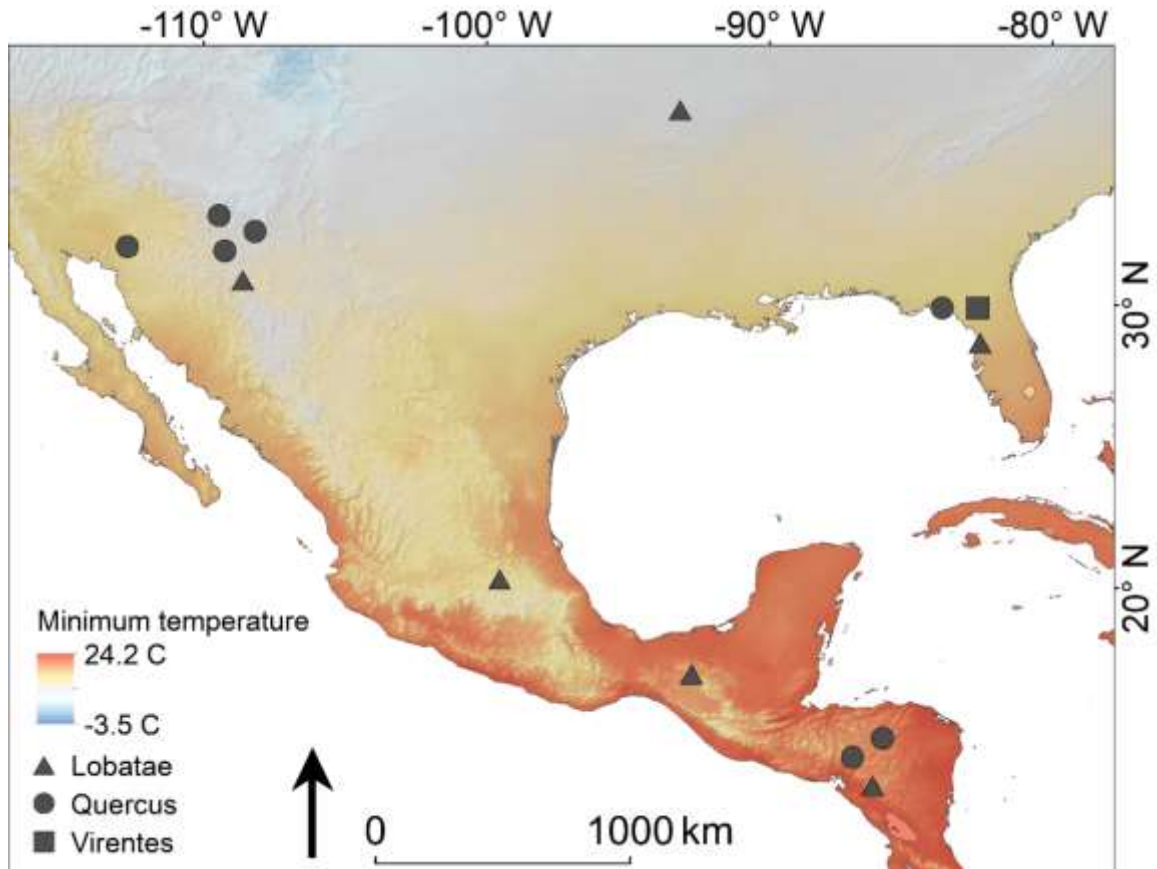 -110° W -100° W -90° W -80° W
30° N
20° N
Minimum temperature
24.2 C
-3.5 C
Lobatae
Quercus
Virentes
0 1000 km